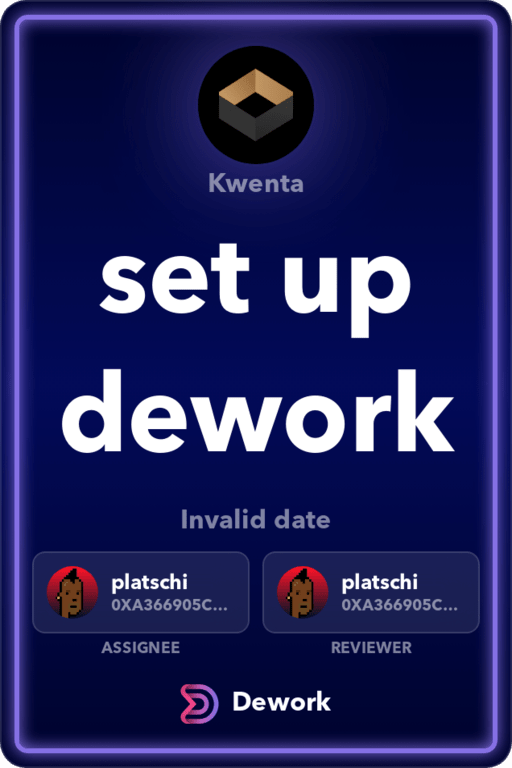 Kwenta
set up
dework
Invalid date
platschi
0XA366905C...
platschi
0XA366905C...
ASSIGNEE
REVIEWER
Dework